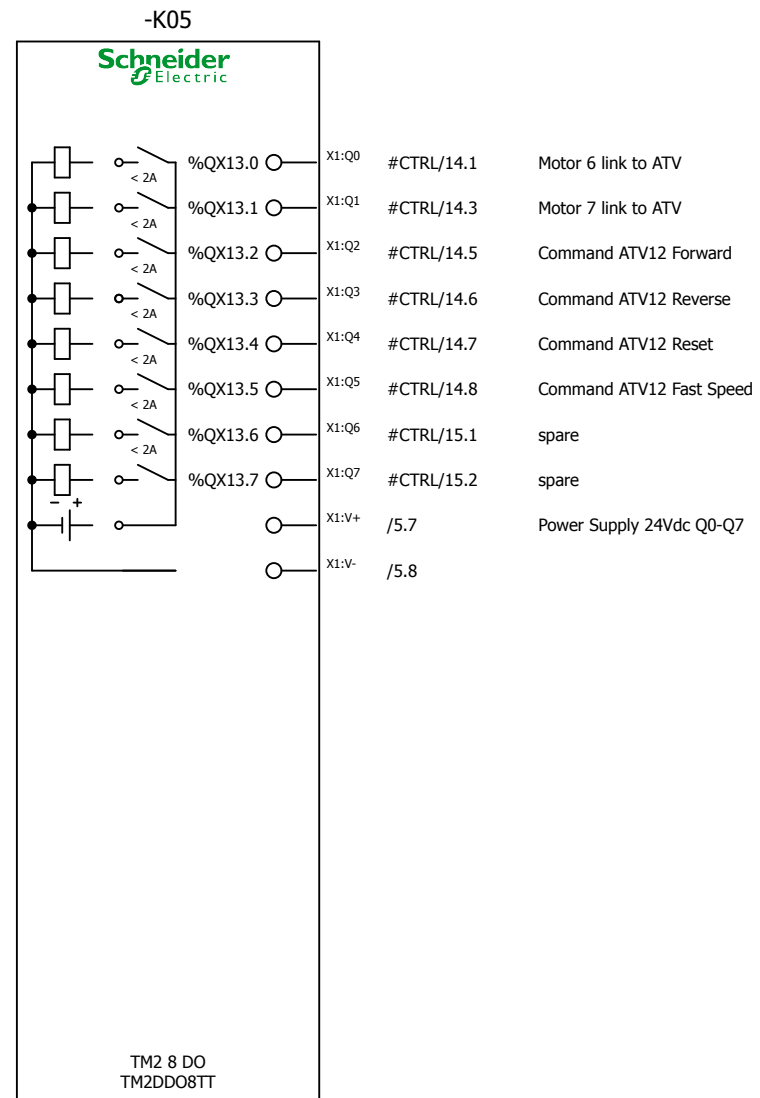 -K05
Schneider
Electric
%QX13.0 X1:Q0 #CTRL/14.1 Motor 6 link to ATV
< 2A
%QX13.1 X1:Q1 #CTRL/14.3 Motor 7 link to ATV
< 2A
%QX13.2 X1:Q2 #CTRL/14.5 Command ATV12 Forward
< 2A
%QX13.3 X1:Q3 #CTRL/14.6 Command ATV12 Reverse
< 2A
%QX13.4 X1:Q4 #CTRL/14.7 Command ATV12 Reset
< 2A
%QX13.5 X1:Q5 #CTRL/14.8 Command ATV12 Fast Speed
< 2A
%QX13.6 X1:Q6 #CTRL/15.1 spare
< 2A
%QX13.7 X1:Q7 #CTRL/15.2 spare
- +
X1:V+ /5.7 Power Supply 24Vdc Q0-Q7
X1:V- /5.8
TM2 8 DO
TM2DDO8TT